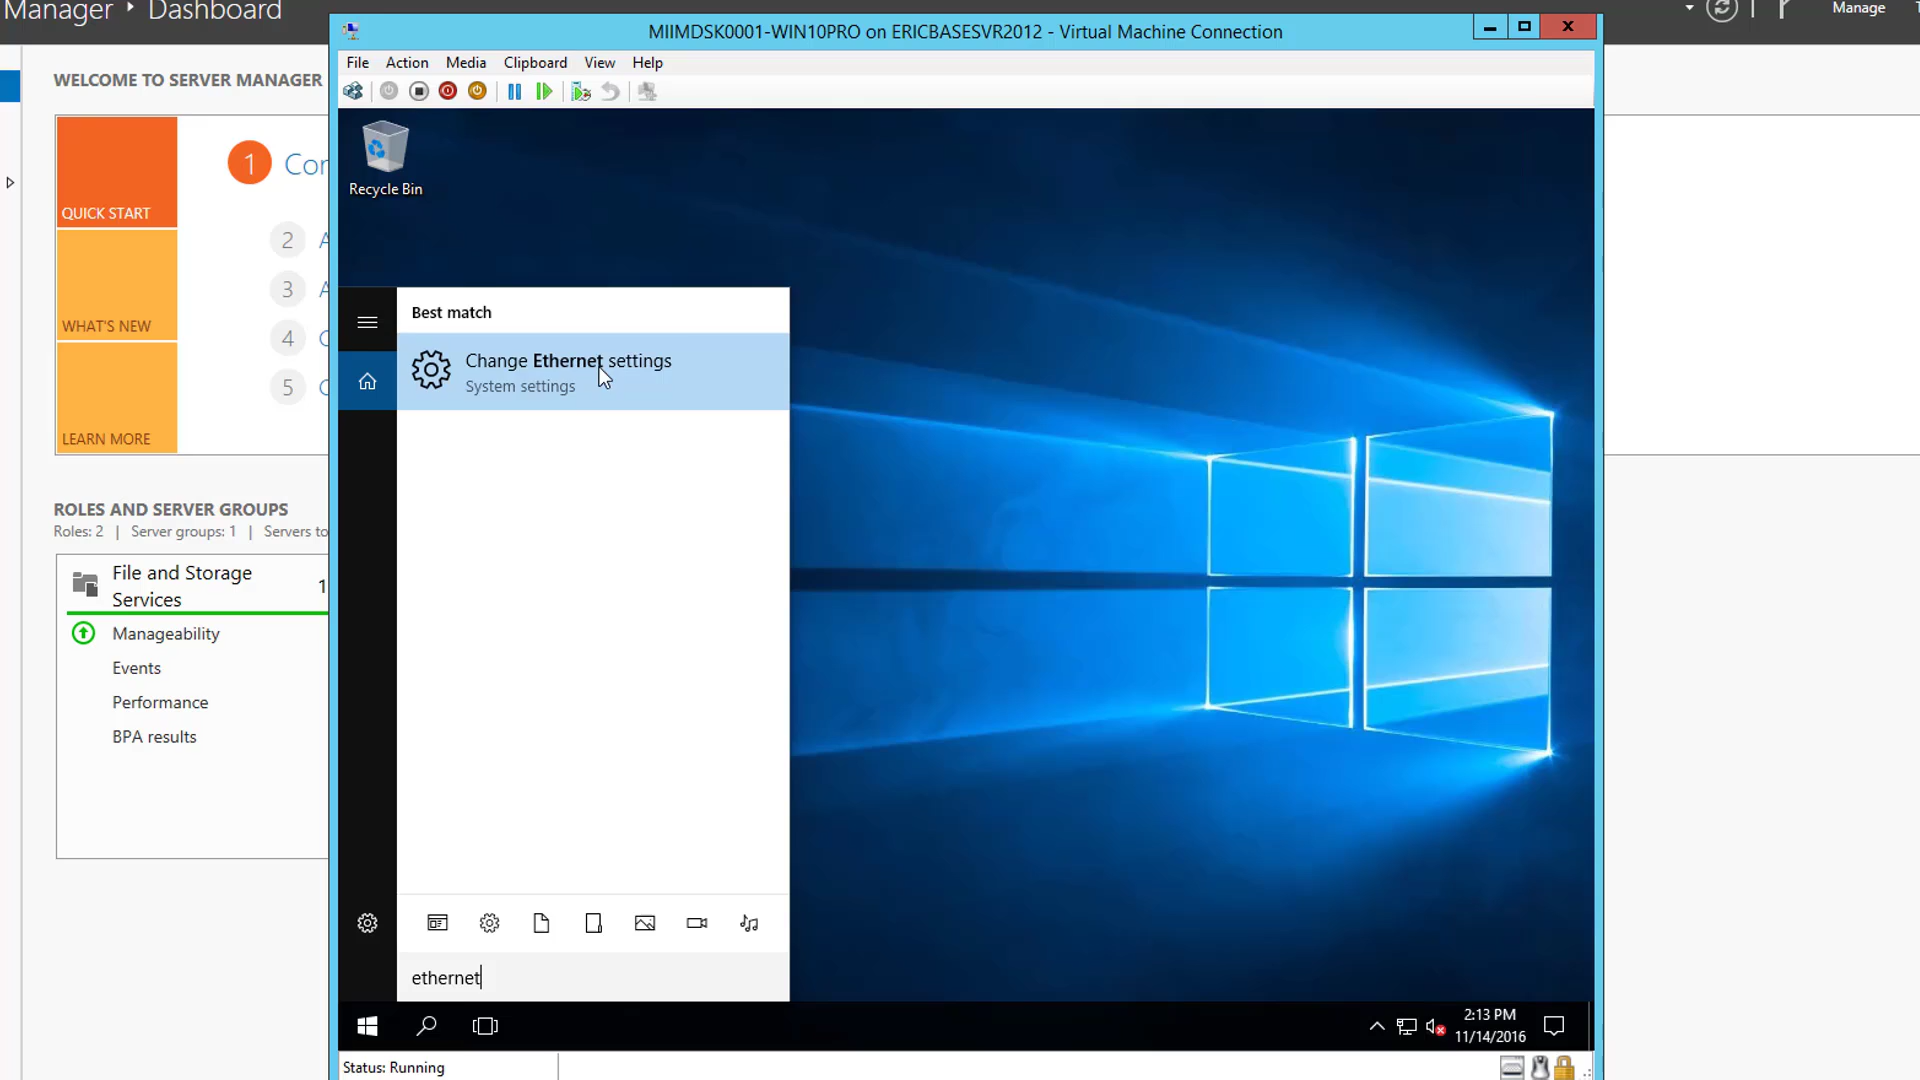 Manager ‣ Dashboard
Manage
WELCOME TO SERVER MANAGER
QUICK START
WHAT'S NEW
LEARN MORE
1
2
3
4
5
ROLES AND SERVER GROUPS
Roles: 2 | Server groups: 1 | Servers to
File and Storage
Services
1
Manageability
Events
Performance
BPA results
MIIMDSK0001-WIN10PRO on ERICBASESVR2012 - Virtual Machine Connection
File Action Media Clipboard View Help
Recycle Bin
Best match
Change Ethernet settings
System settings
ethernet
2:13 PM
11/14/2016
Status: Running